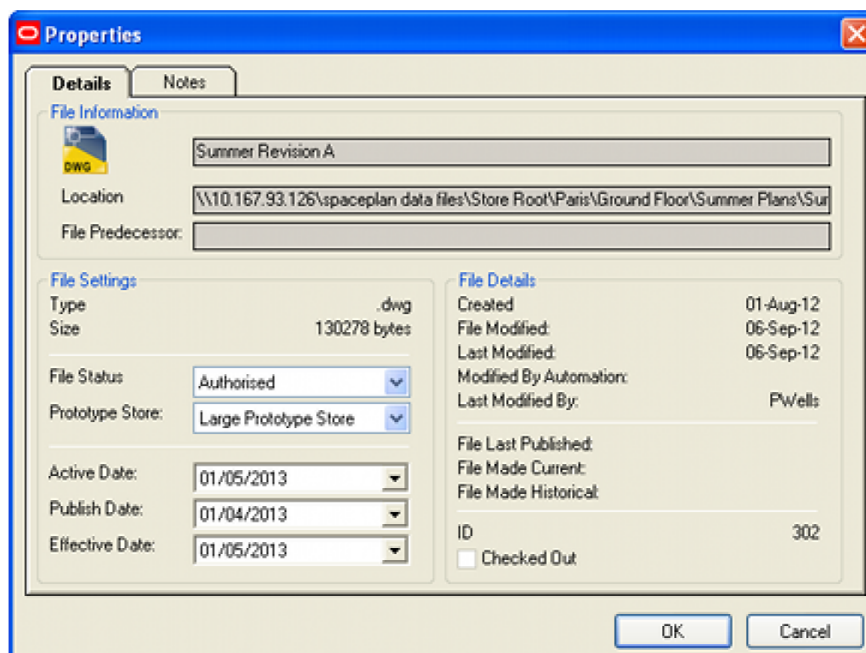 Properties
Details Notes
File Information
DWG
Summer Revision A
Location \\10.167.93.126\spaceplan data files\Store Root\Paris\Ground Floor\Summer Plans\Sur
File Predecessor:
File Settings
Type .dwg
Size 130278 bytes
File Status Authorised
Prototype Store: Large Prototype Store
Active Date: 01/05/2013
Publish Date: 01/04/2013
Effective Date: 01/05/2013
File Details
Created 01-Aug-12
File Modified: 06-Sep-12
Last Modified: 06-Sep-12
Modified By Automation:
Last Modified By: PWells
File Last Published:
File Made Current:
File Made Historical:
ID 302
Checked Out
OK Cancel